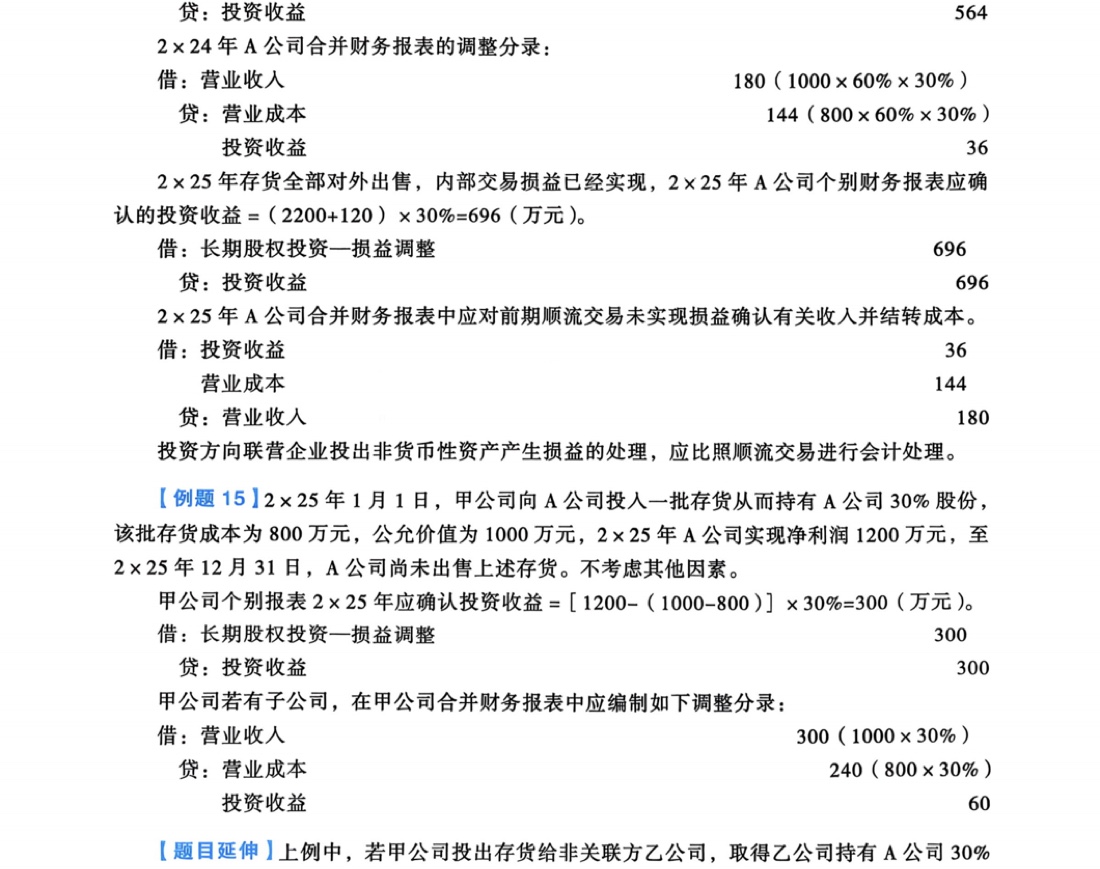 贷：投资收益 564
2×24 年 A 公司合并财务报表的调整分录：
借：营业收入 180（1000×60%×30%）
贷：营业成本 144（800×60%×30%）
投资收益 36
2×25 年存货全部对外出售，内部交易损益已经实现，2×25 年 A 公司个别财务报表应确
认的投资收益 =（2200+120）×30%=696（万元）。
借：长期股权投资—损益调整 696
贷：投资收益 696
2×25 年 A 公司合并财务报表中应对前期顺流交易未实现损益确认有关收入并结转成本。
借：投资收益 36
营业成本 144
贷：营业收入 180
投资方向联营企业投出非货币性资产产生损益的处理，应比照顺流交易进行会计处理。
【例题 15】2×25 年 1 月 1 日，甲公司向 A 公司投入一批存货从而持有 A 公司 30% 股份，
该批存货成本为 800 万元，公允价值为 1000 万元，2×25 年 A 公司实现净利润 1200 万元，至
2×25 年 12 月 31 日，A 公司尚未出售上述存货。不考虑其他因素。
甲公司个别报表 2×25 年应确认投资收益 =［1200-（1000-800）］×30%=300（万元）。
借：长期股权投资—损益调整 300
贷：投资收益 300
甲公司若有子公司，在甲公司合并财务报表中应编制如下调整分录：
借：营业收入 300（1000×30%）
贷：营业成本 240（800×30%）
投资收益 60
【题目延伸】上例中，若甲公司投出存货给非关联方乙公司，取得乙公司持有 A 公司 30%